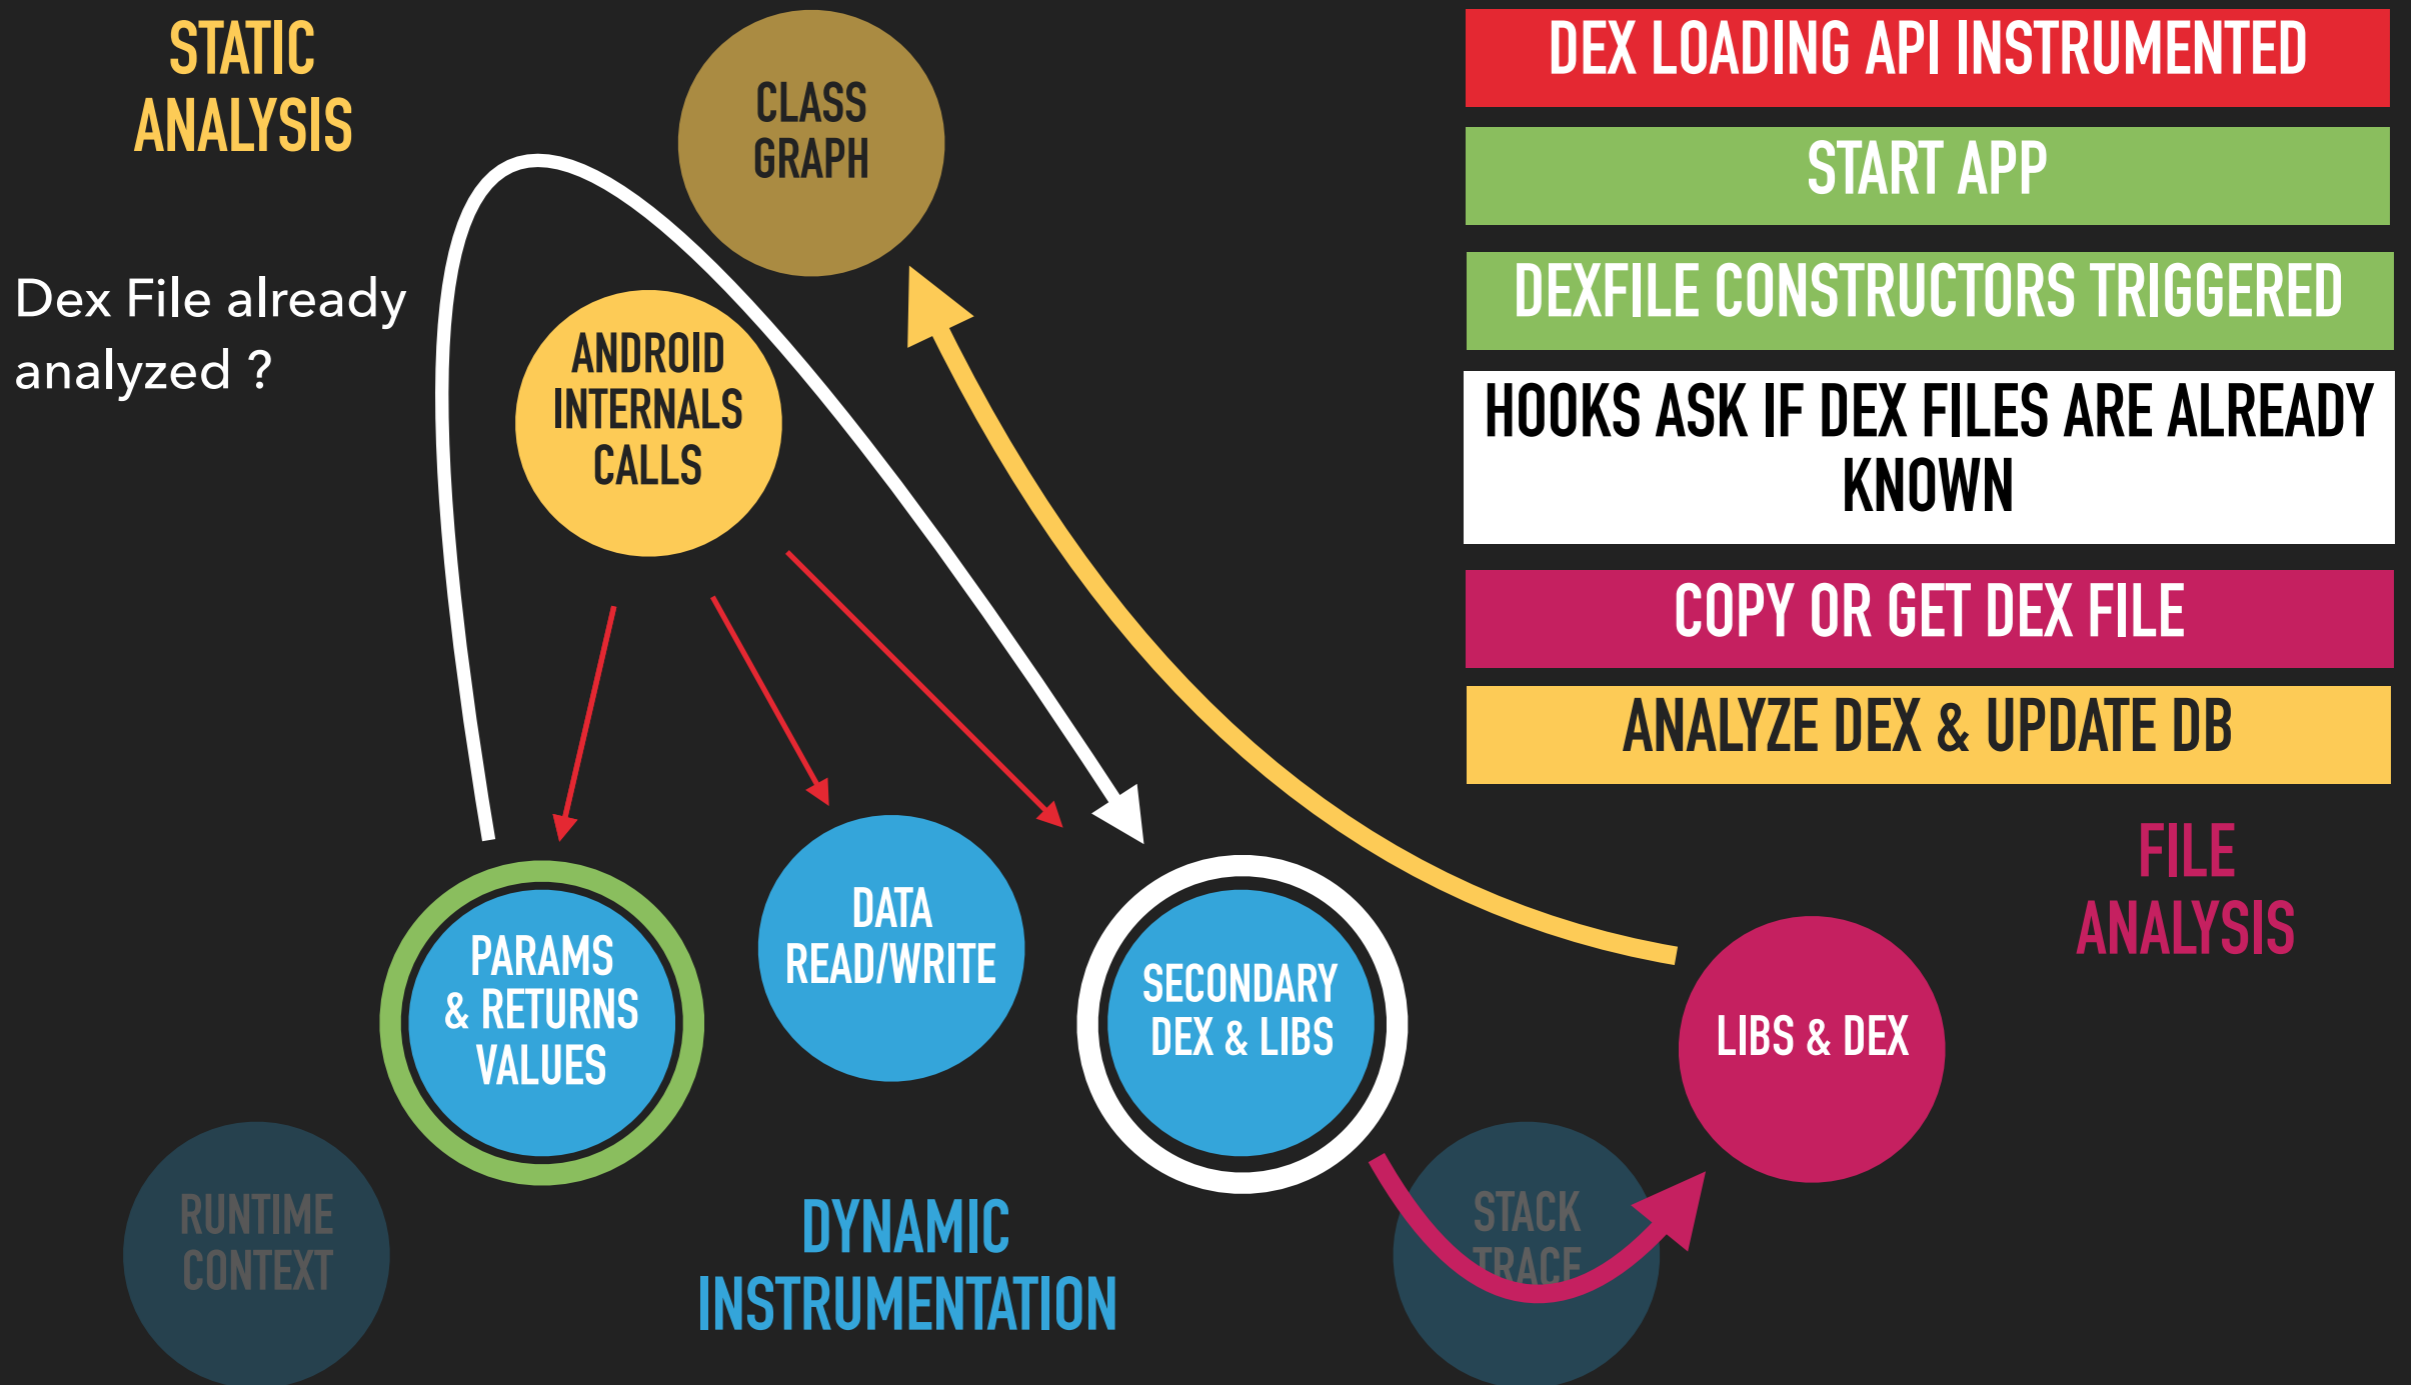 STATIC
ANALYSIS
Dex File already
analyzed ?
CLASS
GRAPH
ANDROID
INTERNALS
CALLS
DEX LOADING API INSTRUMENTED
START APP
DEXFILE CONSTRUCTORS TRIGGERED
HOOKS ASK IF DEX FILES ARE ALREADY
KNOWN
COPY OR GET DEX FILE
ANALYZE DEX & UPDATE DB
FILE
ANALYSIS
PARAMS
& RETURNS
VALUES
DATA
READ/WRITE
SECONDARY
DEX & LIBS
LIBS & DEX
RUNTIME
CONTEXT
DYNAMIC
INSTRUMENTATION
STACK
TRACE